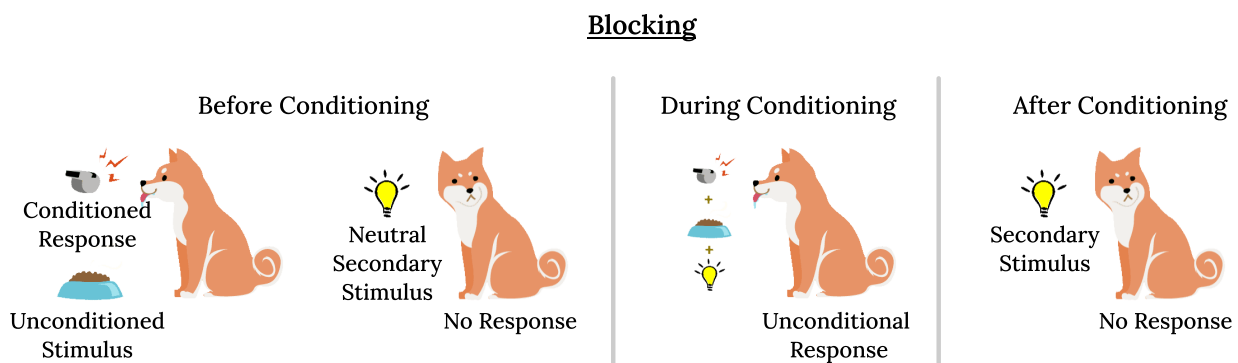 Blocking
Before Conditioning
Conditioned
Response
Unconditioned
Stimulus
Neutral
Secondary
Stimulus
No Response
During Conditioning
+
+
Unconditional
Response
After Conditioning
Secondary
Stimulus
No Response